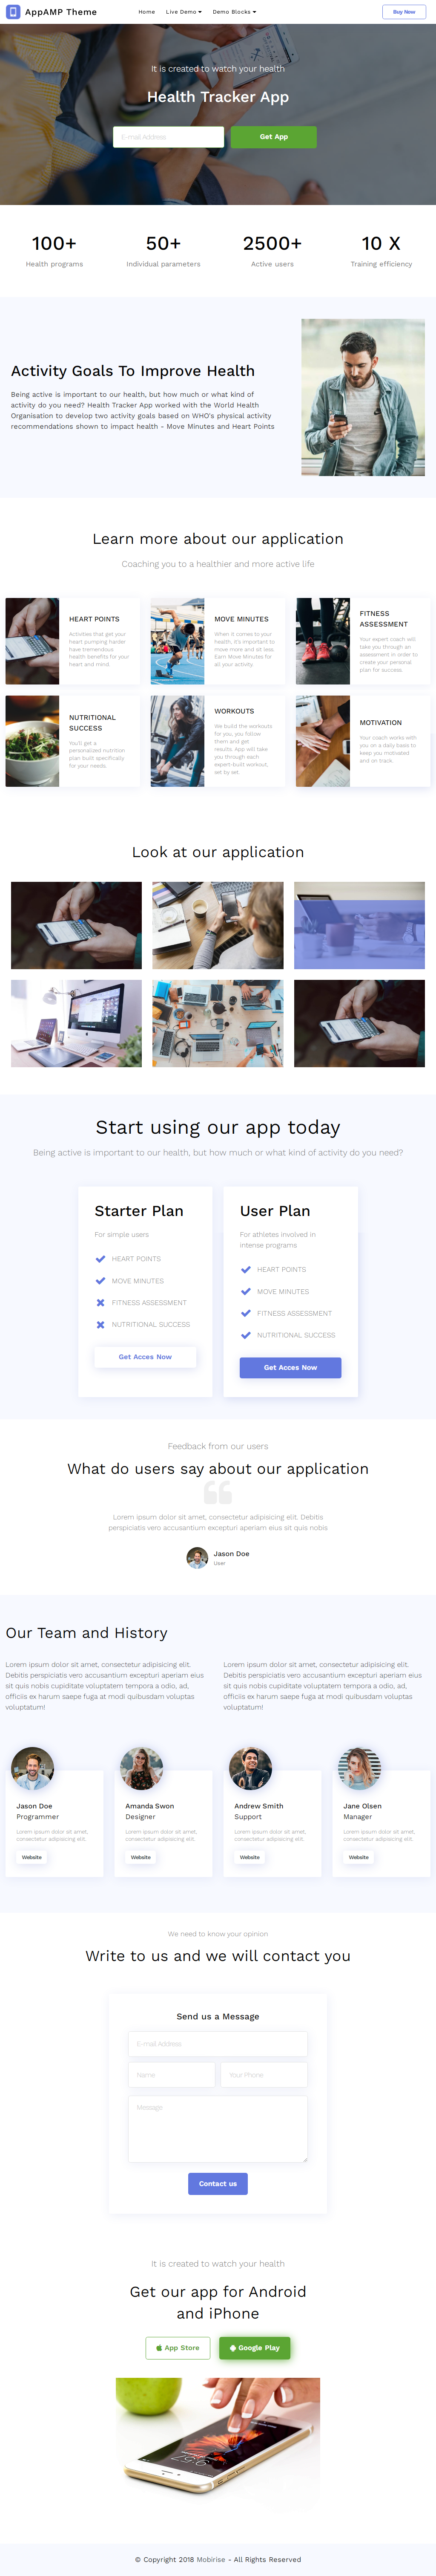 AppAMP Theme
Home Live Demo Demo Blocks
Buy Now
It is created to watch your health
Health Tracker App
E-mail Address
Get App
100+ 50+ 2500+ 10 X
Health programs Individual parameters Active users Training efficiency
Activity Goals To Improve Health
Being active is important to our health, but how much or what kind of
activity do you need? Health Tracker App worked with the World Health
Organisation to develop two activity goals based on WHO's physical activity
recommendations shown to impact health - Move Minutes and Heart Points
Learn more about our application
Coaching you to a healthier and more active life
HEART POINTS
Activities that get your
heart pumping harder
have tremendous
health benefits for your
heart and mind.
MOVE MINUTES
When it comes to your
health, it's important to
move more and sit less.
Earn Move Minutes for
all your activity.
FITNESS
ASSESSMENT
Your expert coach will
take you through an
assessment in order to
create your personal
plan for success.
NUTRITIONAL
SUCCESS
You'll get a
personalized nutrition
plan built specifically
for your needs.
WORKOUTS
We build the workouts
for you, you follow
them and get
results. App will take
you through each
expert-built workout,
set by set.
MOTIVATION
Your coach works with
you on a daily basis to
keep you motivated
and on track.
Look at our application
Start using our app today
Being active is important to our health, but how much or what kind of activity do you need?
Starter Plan
For simple users
HEART POINTS
MOVE MINUTES
FITNESS ASSESSMENT
NUTRITIONAL SUCCESS
Get Acces Now
User Plan
For athletes involved in
intense programs
HEART POINTS
MOVE MINUTES
FITNESS ASSESSMENT
NUTRITIONAL SUCCESS
Get Acces Now
Feedback from our users
What do users say about our application
Lorem ipsum dolor sit amet, consectetur adipisicing elit. Debitis
perspiciatis vero accusantium excepturi aperiam eius sit quis nobis
Jason Doe
User
Our Team and History
Lorem ipsum dolor sit amet, consectetur adipisicing elit.
Debitis perspiciatis vero accusantium excepturi aperiam eius
sit quis nobis cupiditate voluptatem tempora a odio, ad,
officiis ex harum saepe fuga at modi quibusdam voluptas
voluptatum!
Lorem ipsum dolor sit amet, consectetur adipisicing elit.
Debitis perspiciatis vero accusantium excepturi aperiam eius
sit quis nobis cupiditate voluptatem tempora a odio, ad,
officiis ex harum saepe fuga at modi quibusdam voluptas
voluptatum!
Jason Doe
Programmer
Lorem ipsum dolor sit amet,
consectetur adipisicing elit.
Website
Amanda Swon
Designer
Lorem ipsum dolor sit amet,
consectetur adipisicing elit.
Website
Andrew Smith
Support
Lorem ipsum dolor sit amet,
consectetur adipisicing elit.
Website
Jane Olsen
Manager
Lorem ipsum dolor sit amet,
consectetur adipisicing elit.
Website
We need to know your opinion
Write to us and we will contact you
Send us a Message
E-mail Address
Name Your Phone
Message
Contact us
It is created to watch your health
Get our app for Android
and iPhone
App Store Google Play
© Copyright 2018 Mobirise - All Rights Reserved